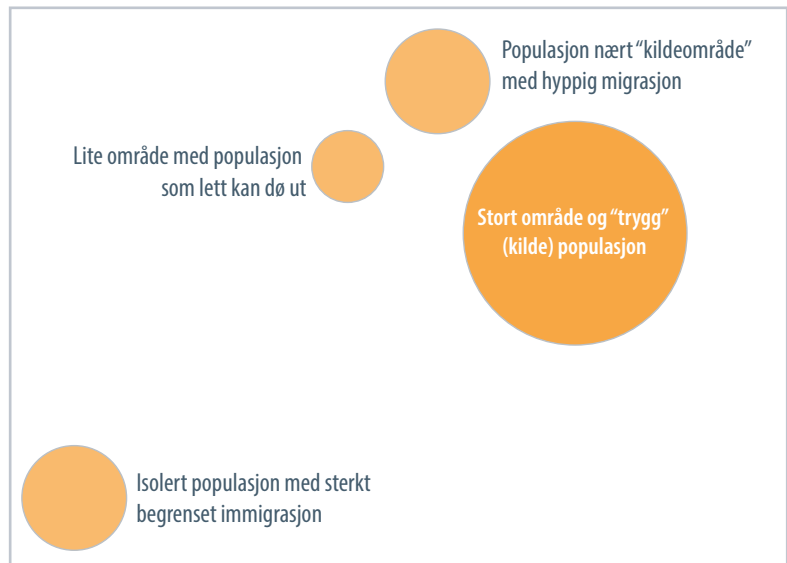 Populasjon nært “kildeområde”
med hyppig migrasjon
Lite område med populasjon
som lett kan dø ut
Stort område og “trygg”
(kilde) populasjon
Isolert populasjon med sterkt
begrenset immigrasjon